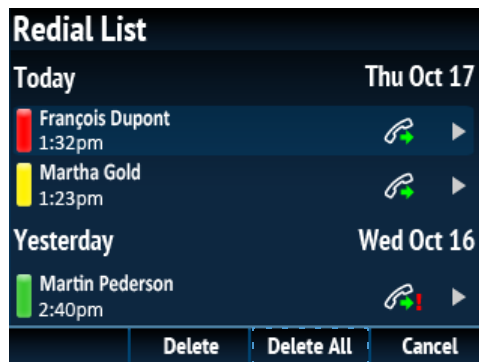 Redial List
Today Thu Oct 17
François Dupont
1:32pm
Martha Gold
1:23pm
Yesterday Wed Oct 16
Martin Pederson
2:40pm
Delete Delete All Cancel